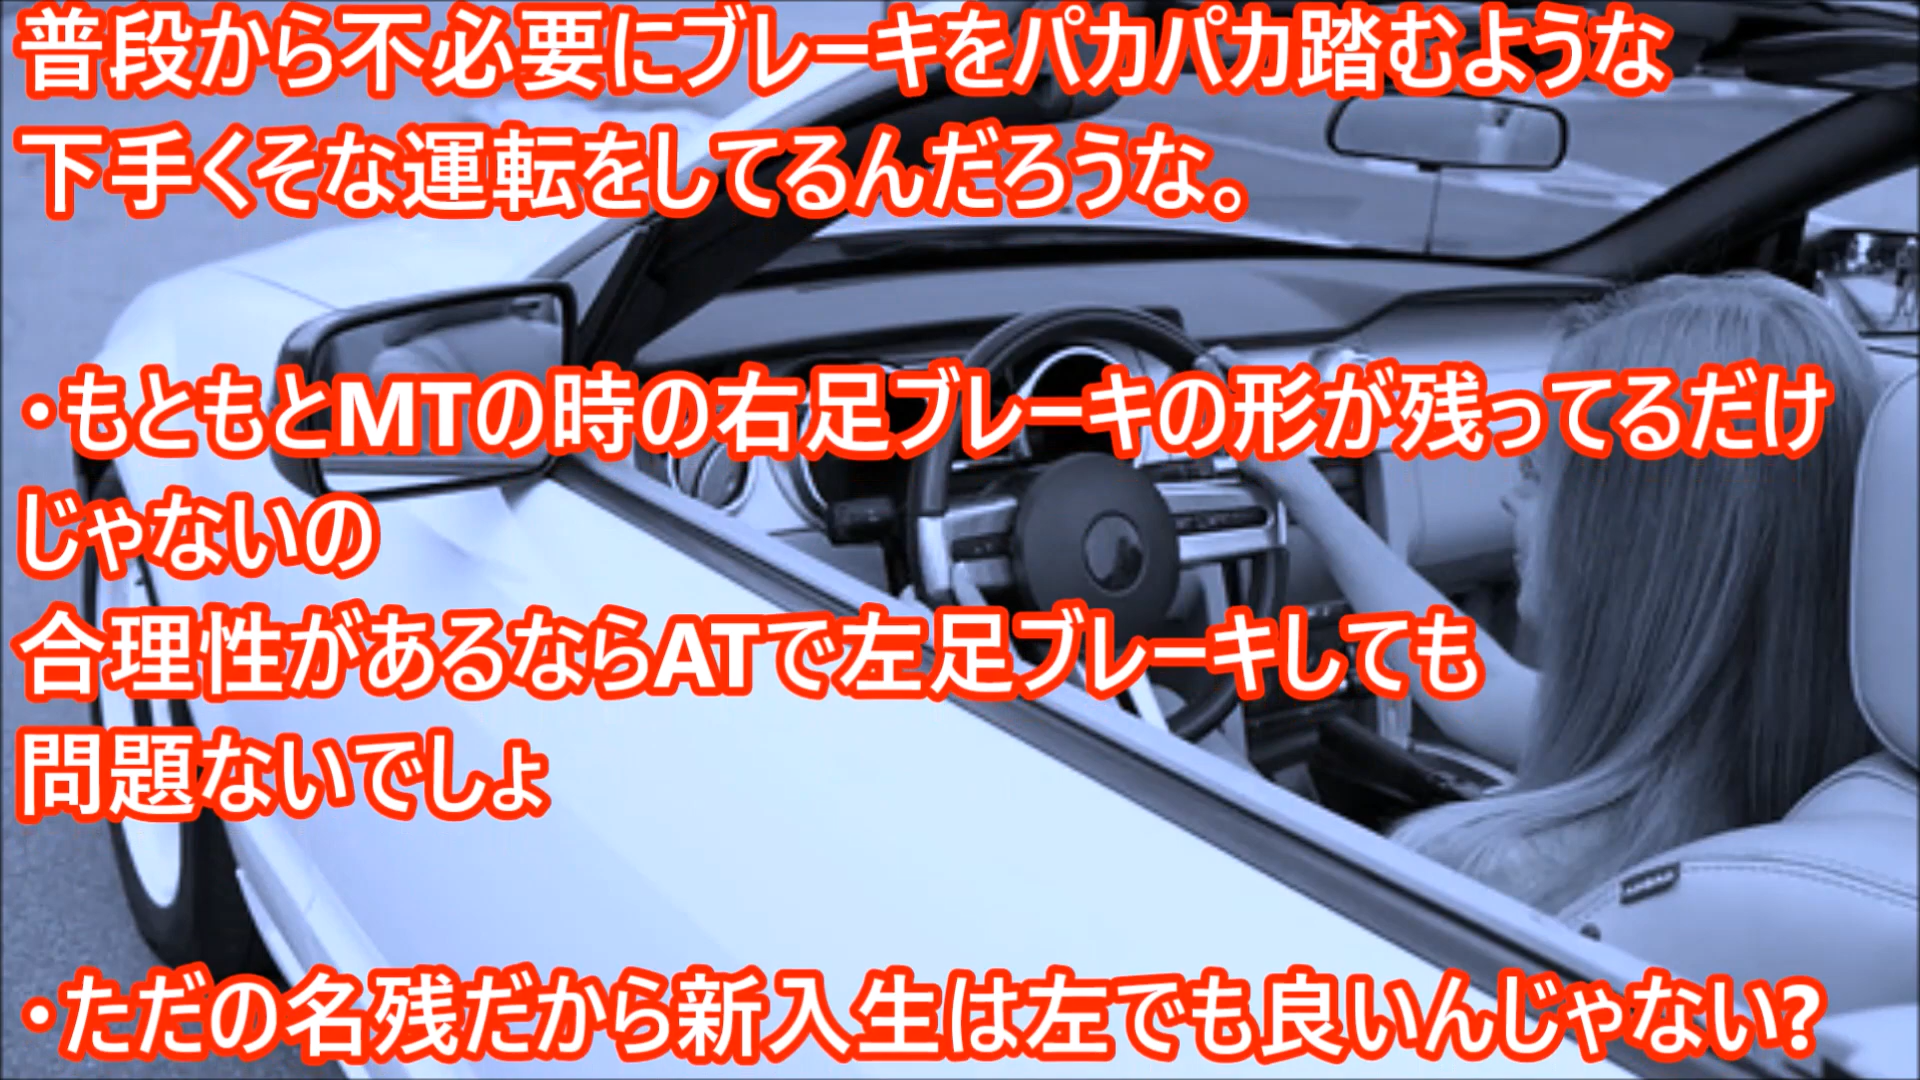 普段から不必要にブレーキをパカパカ踏むような
下手くそな運転をしてるんだろうな。
・もともとMTの時の右足ブレーキの形が残ってるだけ
じゃないの
合理性があるならATで左足ブレーキしても
問題ないでしょ
・ただの名残だから新入生は左でも良いんじゃない?